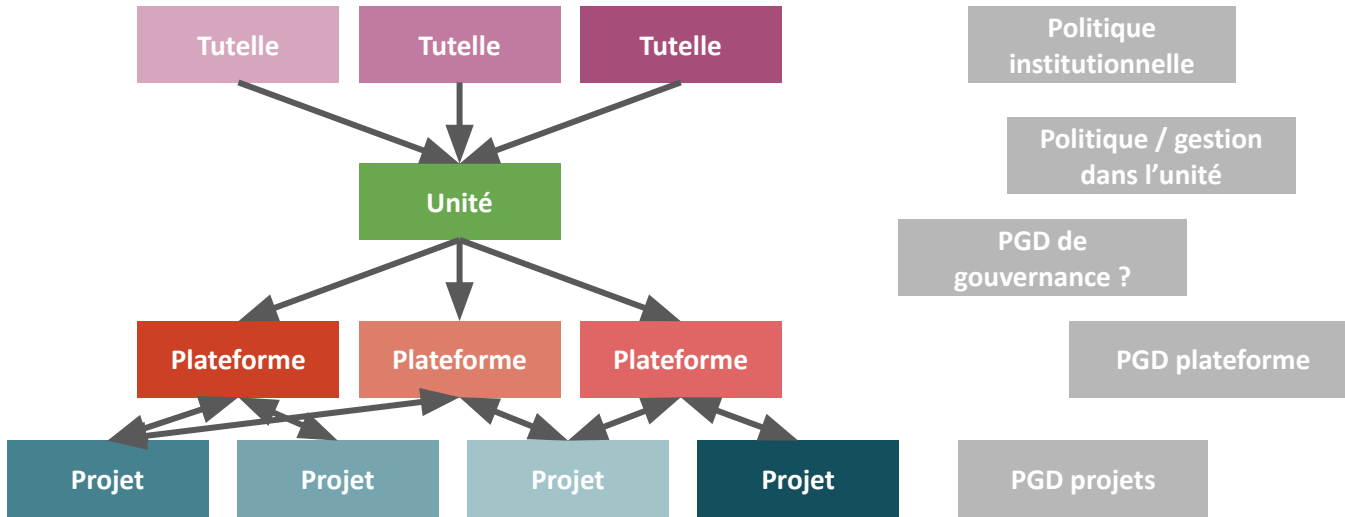 Tutelle
Tutelle
Tutelle
Politique
institutionnelle
Politique / gestion
dans l’unité
Unité
PGD de
gouvernance ?
Plateforme
Plateforme
Plateforme
PGD plateforme
Projet
Projet
Projet
Projet
PGD projets